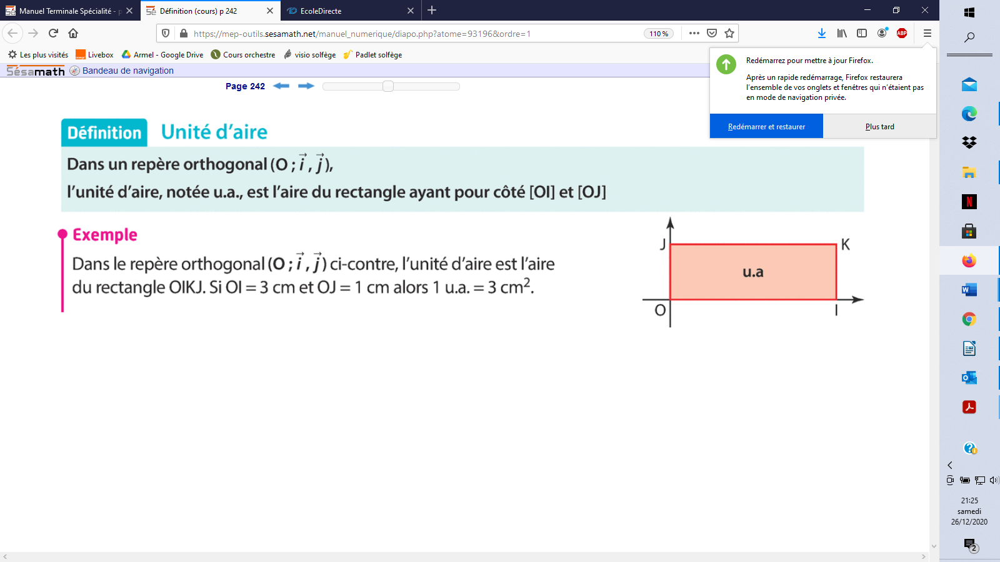 Manuel Terminale Spécialité - p
Définition (cours) p 242
EcoleDirecte
https://mep-outils.sesamath.net/manuel_numerique/diapo.php?atome=93196&ordre=1
110 %
ABP
Les plus visités
Livebox
Armel - Google Drive
Cours orchestre
visio solfège
Padlet solfège
Sésamath
Bandeau de navigation
Page 242
Redémarrez pour mettre à jour Firefox.
Après un rapide redémarrage, Firefox restaurera
l'ensemble de vos onglets et fenêtres qui n'étaient pas
en mode de navigation privée.
Redémarrer et restaurer
Plus tard
Définition Unité d'aire
Dans un repère orthogonal (O ; i⃗ , j⃗),
l'unité d'aire, notée u.a., est l'aire du rectangle ayant pour côté [OI] et [OJ]
Exemple
Dans le repère orthogonal (O ; i⃗ , j⃗) ci-contre, l'unité d'aire est l'aire
du rectangle OIKJ. Si OI = 3 cm et OJ = 1 cm alors 1 u.a. = 3 cm².
J
K
u.a
O
I
21:25
samedi
26/12/2020
2